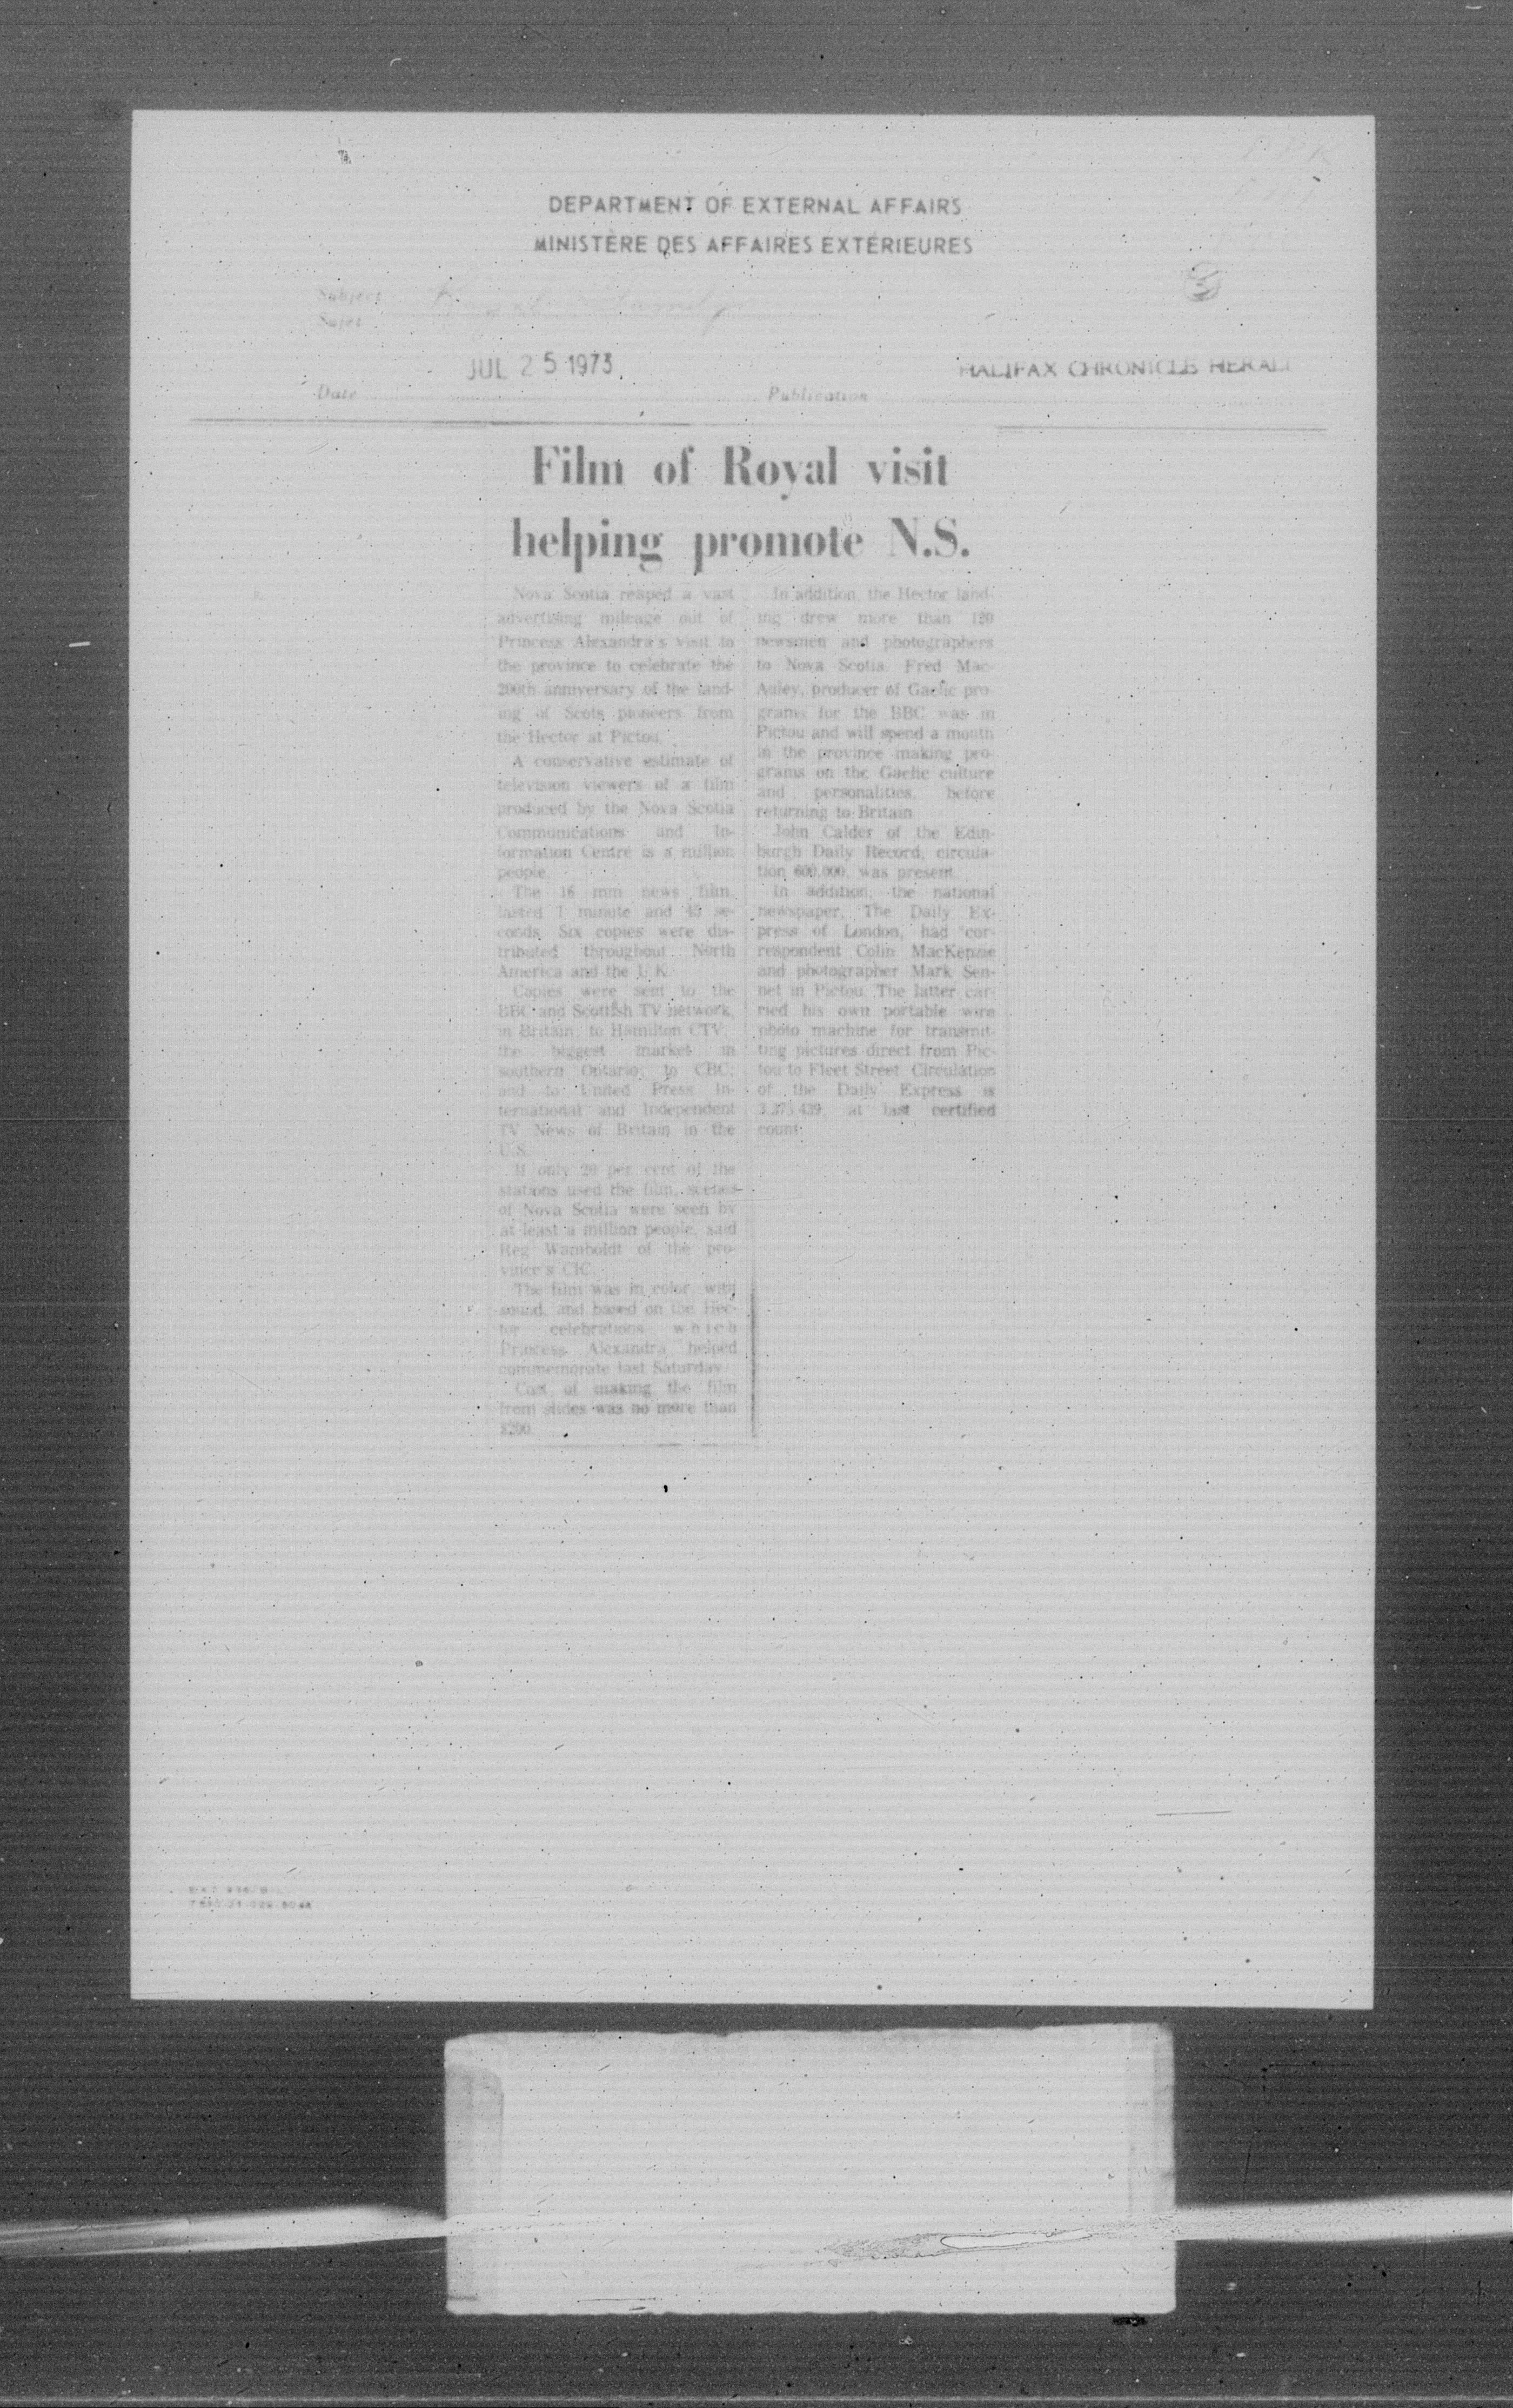 DEPARTMENT OF EXTERNAL AFFAIRS
MINISTÈRE DES AFFAIRES EXTÉRIEURES
Subject Royal Family
Sujet
JUL 25 1973
HALIFAX CHRONICLE HERALD
Date
Publication
Film of Royal visit
helping promote N.S.
Nova Scotia reaped a vast
advertising mileage out of
Princess Alexandra's visit to
the province to celebrate the
200th anniversary of the land-
ing of Scots pioneers from
the Hector at Pictou.
A conservative estimate of
television viewers of a film
produced by the Nova Scotia
Communications and In-
formation Centre is a million
people.
The 16 mm news film,
lasted 1 minute and 45 se-
conds. Six copies were dis-
tributed throughout North
America and the U.K.
Copies were sent to the
BBC and Scottish TV network,
in Britain; to Hamilton CTV,
the biggest market in
southern Ontario; to CBC;
and to United Press In-
ternational and Independent
TV News of Britain in the
U.S.
If only 20 per cent of the
stations used the film, scenes
of Nova Scotia were seen by
at least a million people, said
Reg Wamboldt of the pro-
vince's CIC.
The film was in color, with
sound, and based on the Hec-
tor celebrations which
Princess Alexandra helped
commemorate last Saturday.
Cost of making the film
from slides was no more than
$200.
In addition, the Hector land-
ing drew more than
newsmen and photographers
to Nova Scotia. Fred Mac-
Auley, producer of Gaelic pro-
grams for the BBC was in
Pictou and will spend a month
in the province making pro-
grams on the Gaelic culture
and personalities, before
returning to Britain.
John Calder of the Edin-
burgh Daily Record, circula-
tion 600,000, was present.
In addition, the national
newspaper, The Daily Ex-
press of London, had cor-
respondent Colin MacKenzie
and photographer Mark Sen-
net in Pictou. The latter car-
ried his own portable wire
photo machine for transmit-
ting pictures direct from Pic-
tou to Fleet Street. Circulation
of the Daily Express is
3,375,439, at last certified
count.